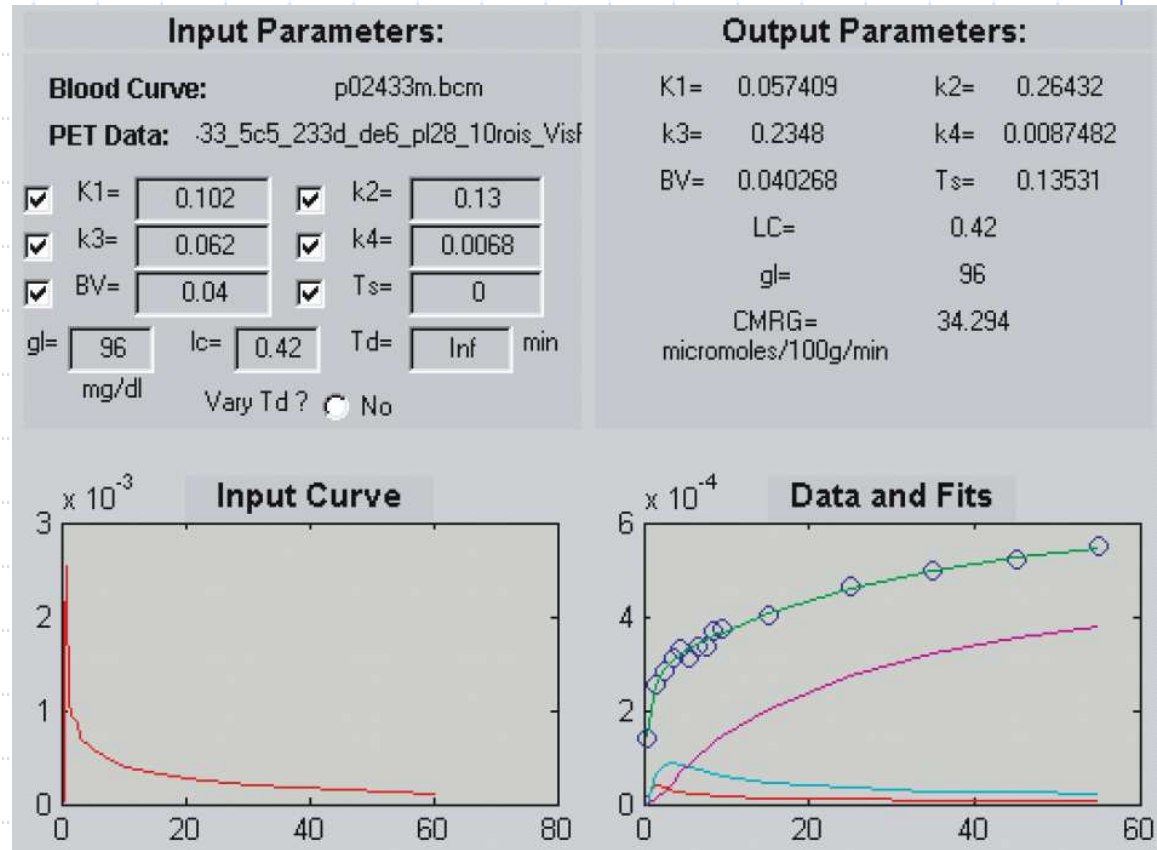 Input Parameters:
Blood Curve: p02433m.bcm
PET Data: -33_5c5_233d_de6_pl28_10rois_VisF
K1= 0.102 k2= 0.13
k3= 0.062 k4= 0.0068
BV= 0.04 Ts= 0
gl= 96 lc= 0.42 Td= Inf min
mg/dl
Vary Td ? No
Output Parameters:
K1= 0.057409 k2= 0.26432
k3= 0.2348 k4= 0.0087482
BV= 0.040268 Ts= 0.13531
LC= 0.42
gl= 96
CMRG= 34.294
micromoles/100g/min
x 10-3 Input Curve
3
2
1
0
0 20 40 60 80
x 10-4 Data and Fits
6
4
2
0
0 20 40 60